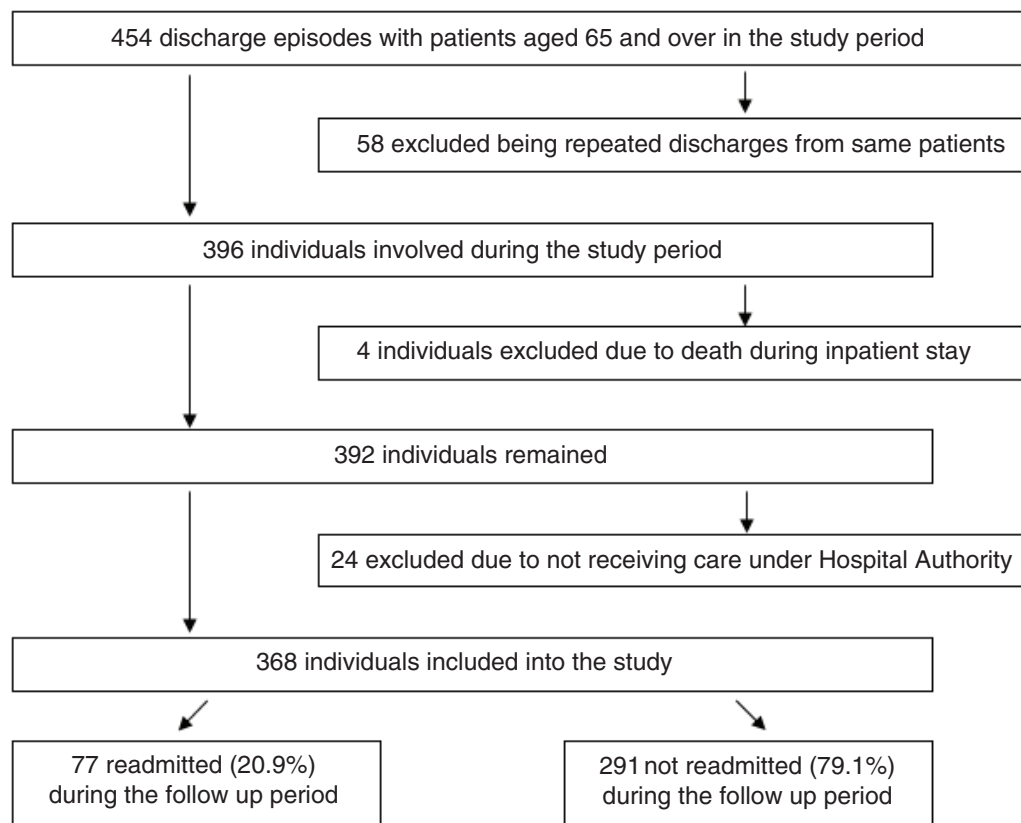 454 discharge episodes with patients aged 65 and over in the study period
58 excluded being repeated discharges from same patients
396 individuals involved during the study period
4 individuals excluded due to death during inpatient stay
392 individuals remained
24 excluded due to not receiving care under Hospital Authority
368 individuals included into the study
77 readmitted (20.9%)
during the follow up period
291 not readmitted (79.1%)
during the follow up period